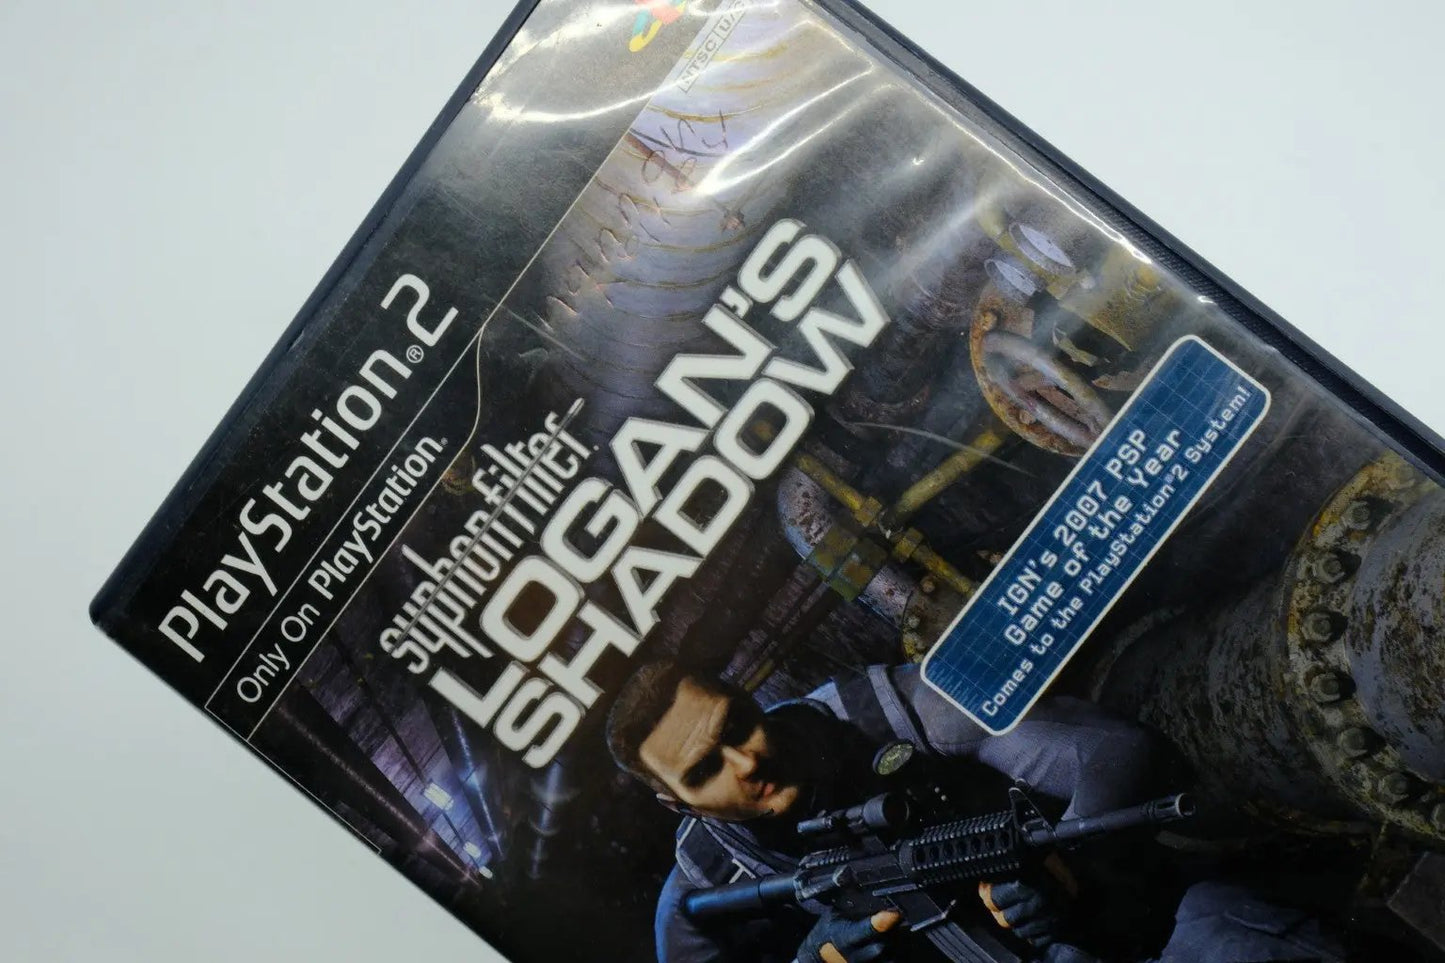 PlayStation®2
NTSC U/C
Only On PlayStation®
syphon filter
LOGAN'S
SHADOW
IGN's 2007 PSP
Game of the Year
Comes to the PlayStation®2 System!